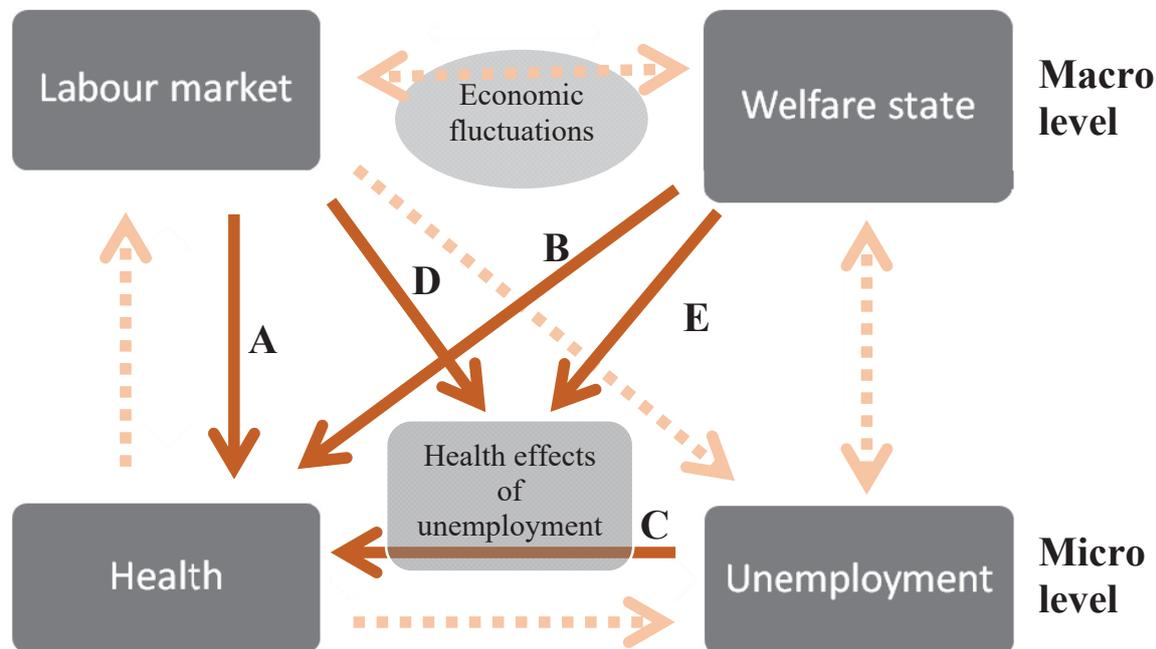 Labour market
Economic
fluctuations
Welfare state
Macro
level
B
D
E
A
Health effects
of
unemployment
C
Health
Unemployment
Micro
level